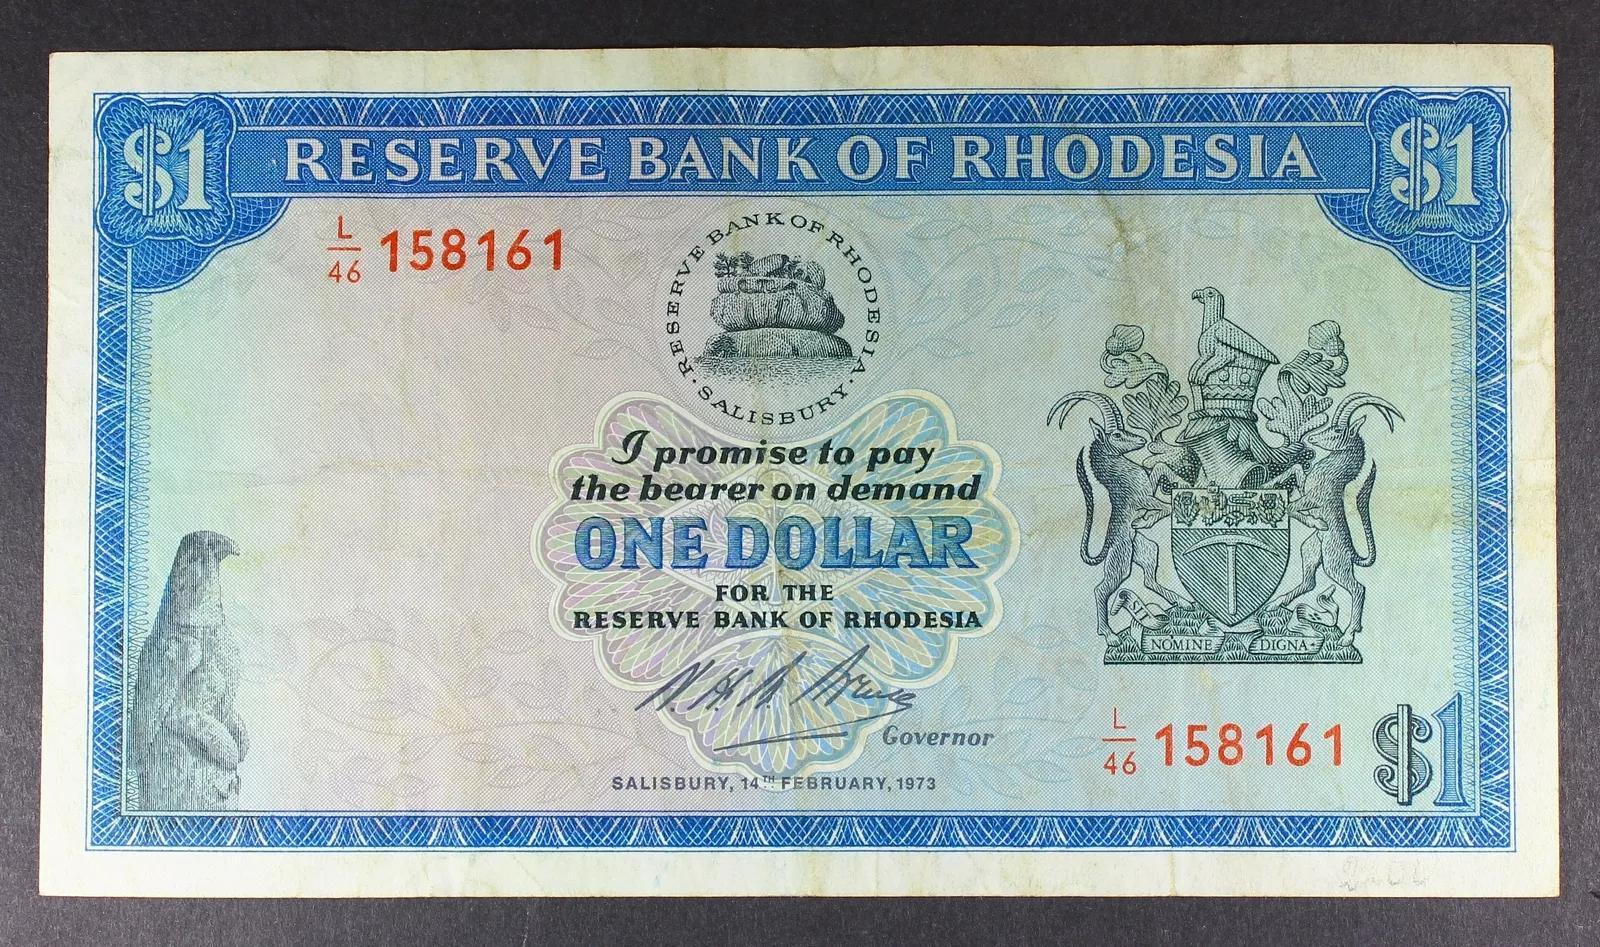 $1
RESERVE BANK OF RHODESIA
$1
L/46 158161
RESERVE BANK OF RHODESIA
· SALISBURY ·
I promise to pay
the bearer on demand
ONE DOLLAR
FOR THE
RESERVE BANK OF RHODESIA
Governor
SALISBURY, 14TH FEBRUARY, 1973
SIT
NOMINE DIGNA
L/46 158161
$1